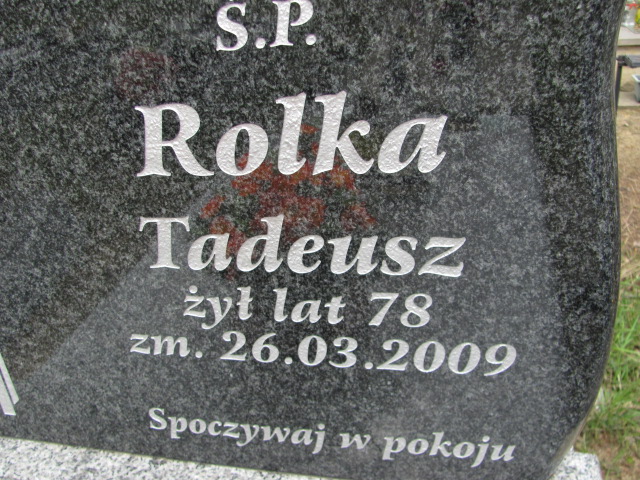 Ś.P.
Rolka
Tadeusz
żył lat 78
zm. 26.03.2009
Spoczywaj w pokoju